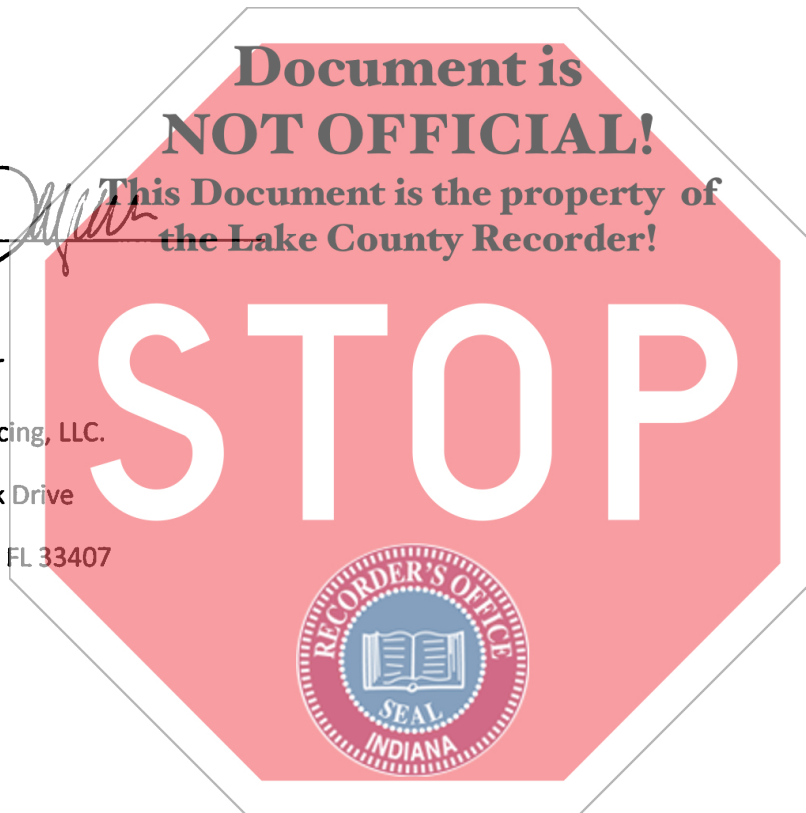 Document is
NOT OFFICIAL!
This Document is the property of
the Lake County Recorder!
STOP
cing, LLC.
Drive
FL 33407
RECORDER'S OFFICE
SEAL
INDIANA